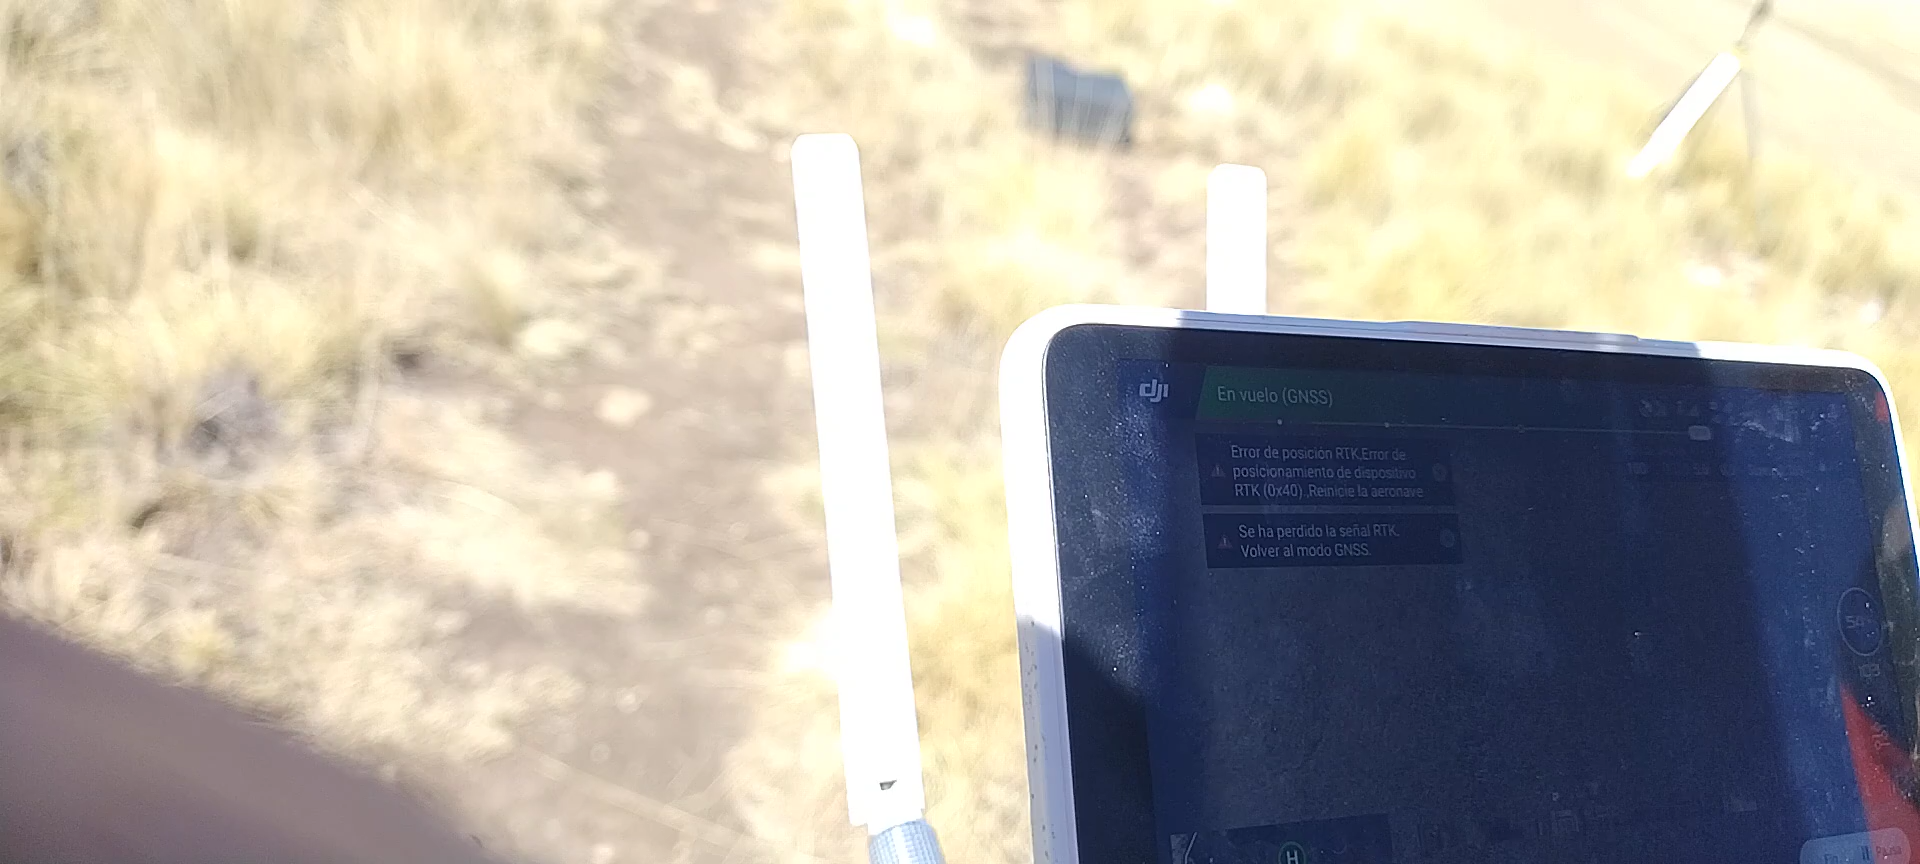 dji
En vuelo (GNSS)
Error de posición RTK,Error de
posicionamiento de dispositivo
RTK (0x40) .Reinicie la aeronave
Se ha perdido la señal RTK.
Volver al modo GNSS.
H